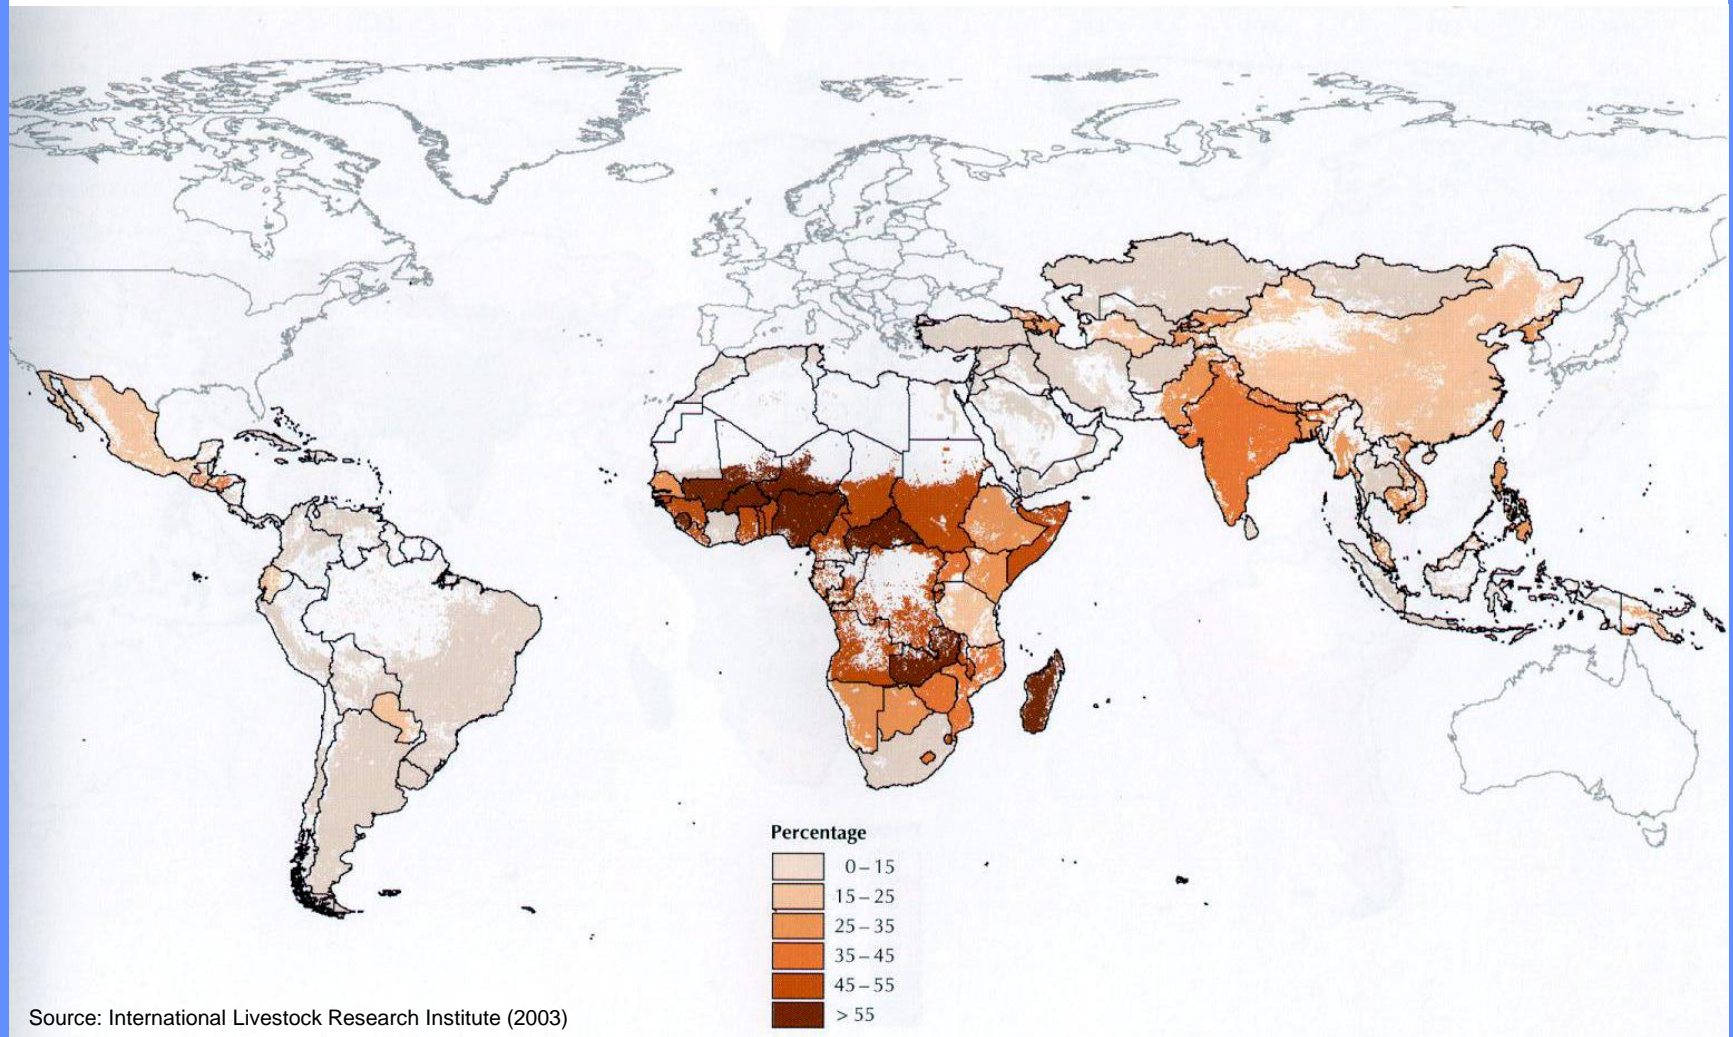 Percentage
0 – 15
15 – 25
25 – 35
35 – 45
45 – 55
> 55
Source: International Livestock Research Institute (2003)